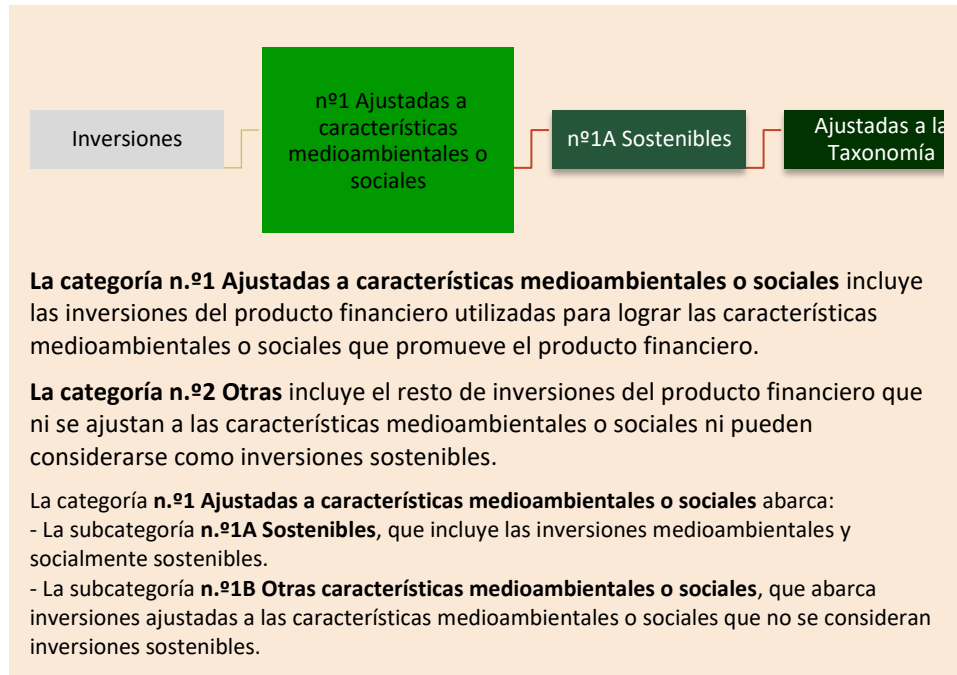 Inversiones
nº1 Ajustadas a
características
medioambientales o
sociales
nº1A Sostenibles
Ajustadas a la
Taxonomía
La categoría n.º1 Ajustadas a características medioambientales o sociales incluye
las inversiones del producto financiero utilizadas para lograr las características
medioambientales o sociales que promueve el producto financiero.
La categoría n.º2 Otras incluye el resto de inversiones del producto financiero que
ni se ajustan a las características medioambientales o sociales ni pueden
considerarse como inversiones sostenibles.
La categoría n.º1 Ajustadas a características medioambientales o sociales abarca:
- La subcategoría n.º1A Sostenibles, que incluye las inversiones medioambientales y
socialmente sostenibles.
- La subcategoría n.º1B Otras características medioambientales o sociales, que abarca
inversiones ajustadas a las características medioambientales o sociales que no se consideran
inversiones sostenibles.